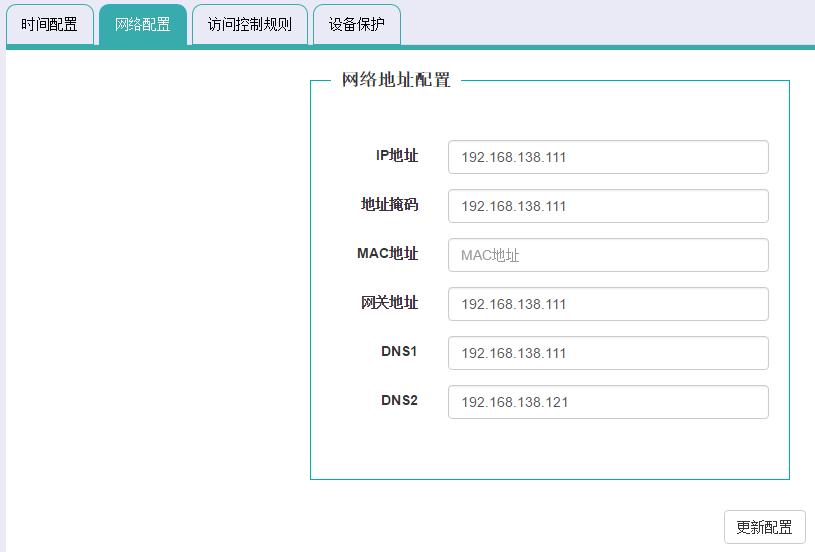 时间配置 网络配置 访问控制规则 设备保护
网络地址配置
IP地址 192.168.138.111
地址掩码 192.168.138.111
MAC地址 MAC地址
网关地址 192.168.138.111
DNS1 192.168.138.111
DNS2 192.168.138.121
更新配置